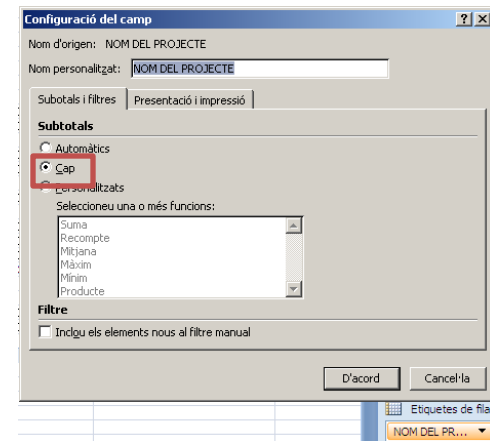 Configuració del camp
Nom d'origen: NOM DEL PROJECTE
Nom personalitzat: NOM DEL PROJECTE
Subtotals i filtres Presentació i impressió
Subtotals
Automàtics
Cap
Personalitzats
Seleccioneu una o més funcions:
Suma
Recompte
Mitjana
Màxim
Mínim
Producte
Filtre
Inclou els elements nous al filtre manual
D'acord Cancel·la
Etiquetes de fila
NOM DEL PR...